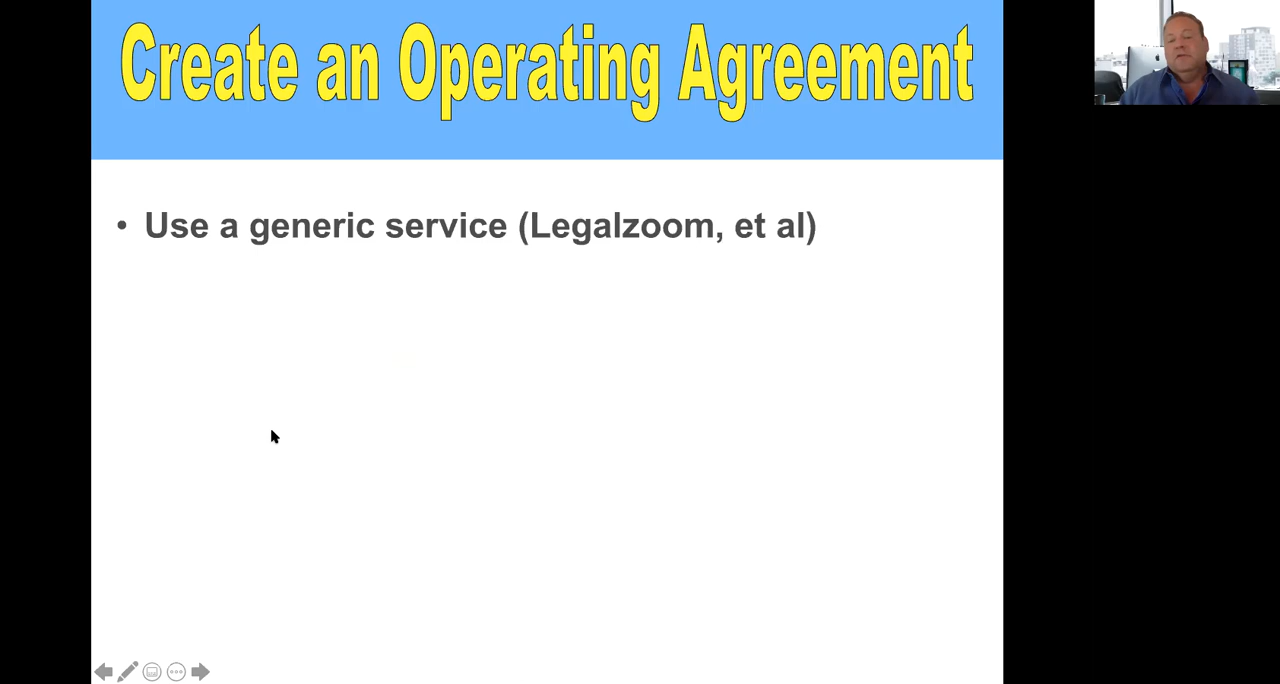 Create an Operating Agreement
• Use a generic service (Legalzoom, et al)